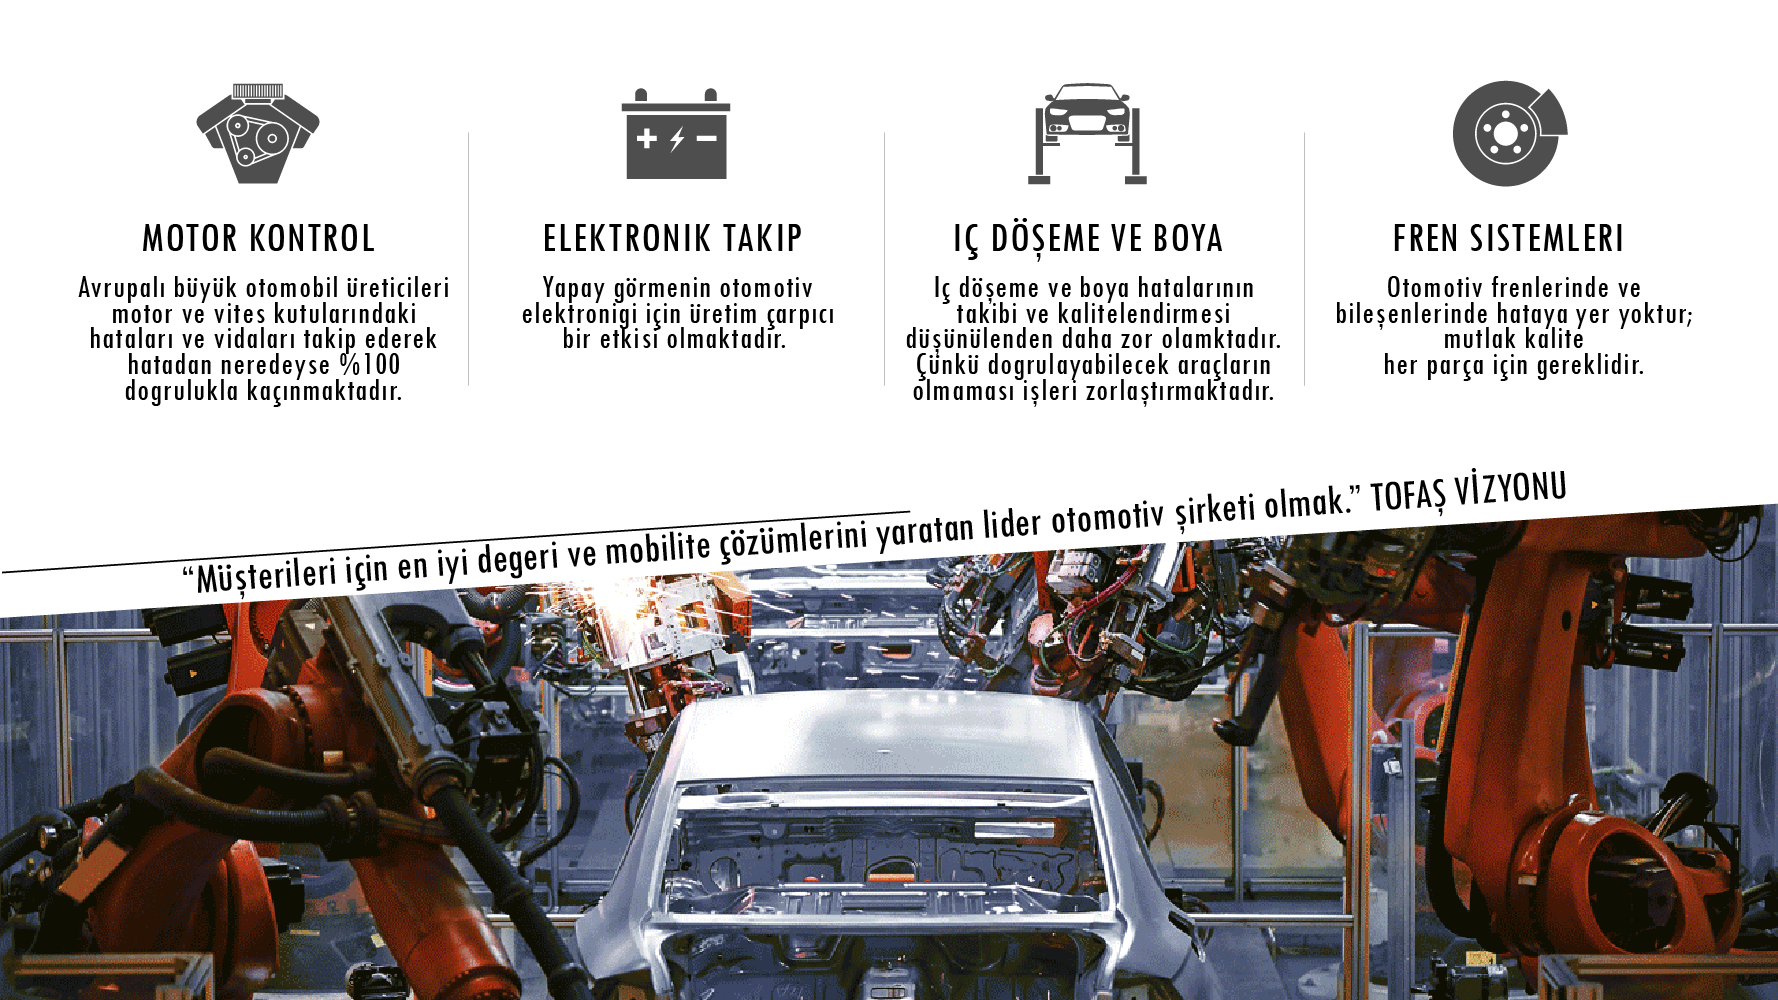 MOTOR KONTROL
Avrupalı büyük otomobil üreticileri
motor ve vites kutularındaki
hataları ve vidaları takip ederek
hatadan neredeyse %100
dogrulukla kaçınmaktadır.
ELEKTRONIK TAKIP
Yapay görmenin otomotiv
elektronigi için üretim çarpıcı
bir etkisi olmaktadır.
IÇ DÖŞEME VE BOYA
Iç döşeme ve boya hatalarının
takibi ve kalitelendirmesi
düşünülenden daha zor olamktadır.
Çünkü dogrulayabilecek araçların
olmaması işleri zorlaştırmaktadır.
FREN SISTEMLERI
Otomotiv frenlerinde ve
bileşenlerinde hataya yer yoktur;
mutlak kalite
her parça için gereklidir.
“Müşterileri için en iyi degeri ve mobilite çözümlerini yaratan lider otomotiv şirketi olmak.” TOFAŞ VİZYONU